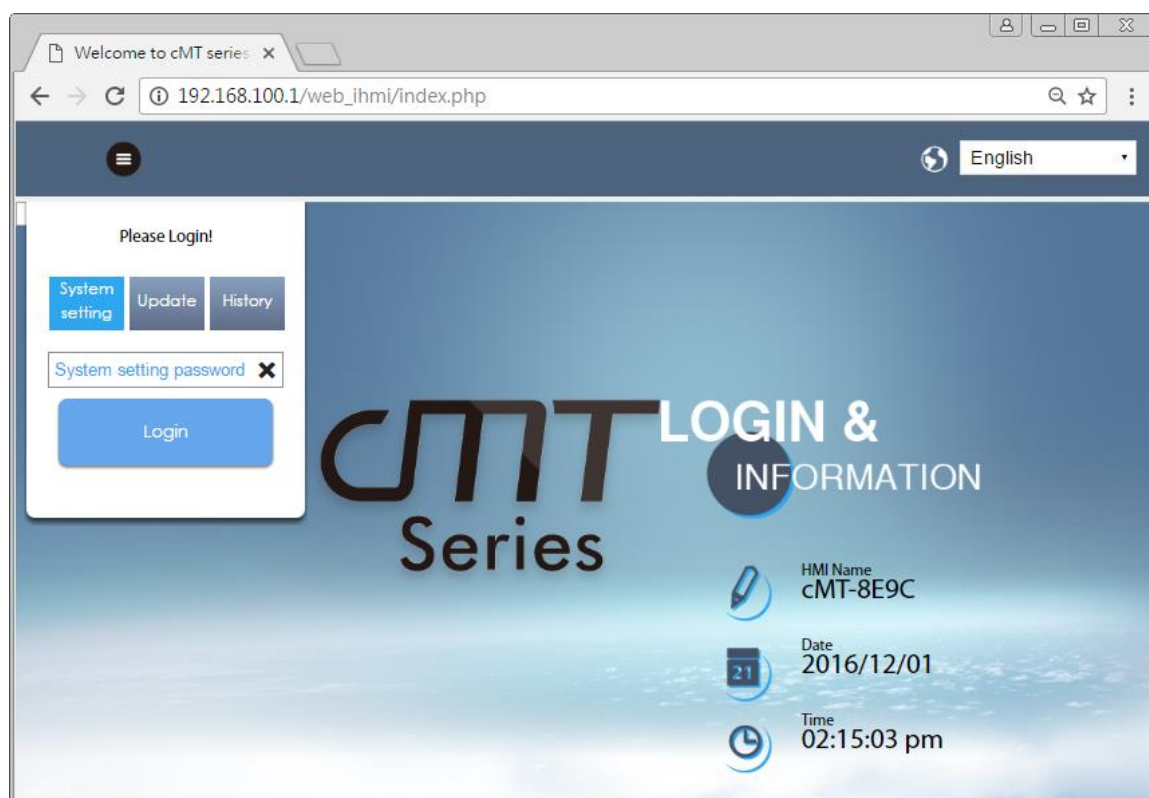 Welcome to cMT series
192.168.100.1/web_ihmi/index.php
English
Please Login!
System setting
Update
History
System setting password
Login
cMT
Series
LOGIN &
INFORMATION
HMI Name
cMT-8E9C
21
Date
2016/12/01
Time
02:15:03 pm